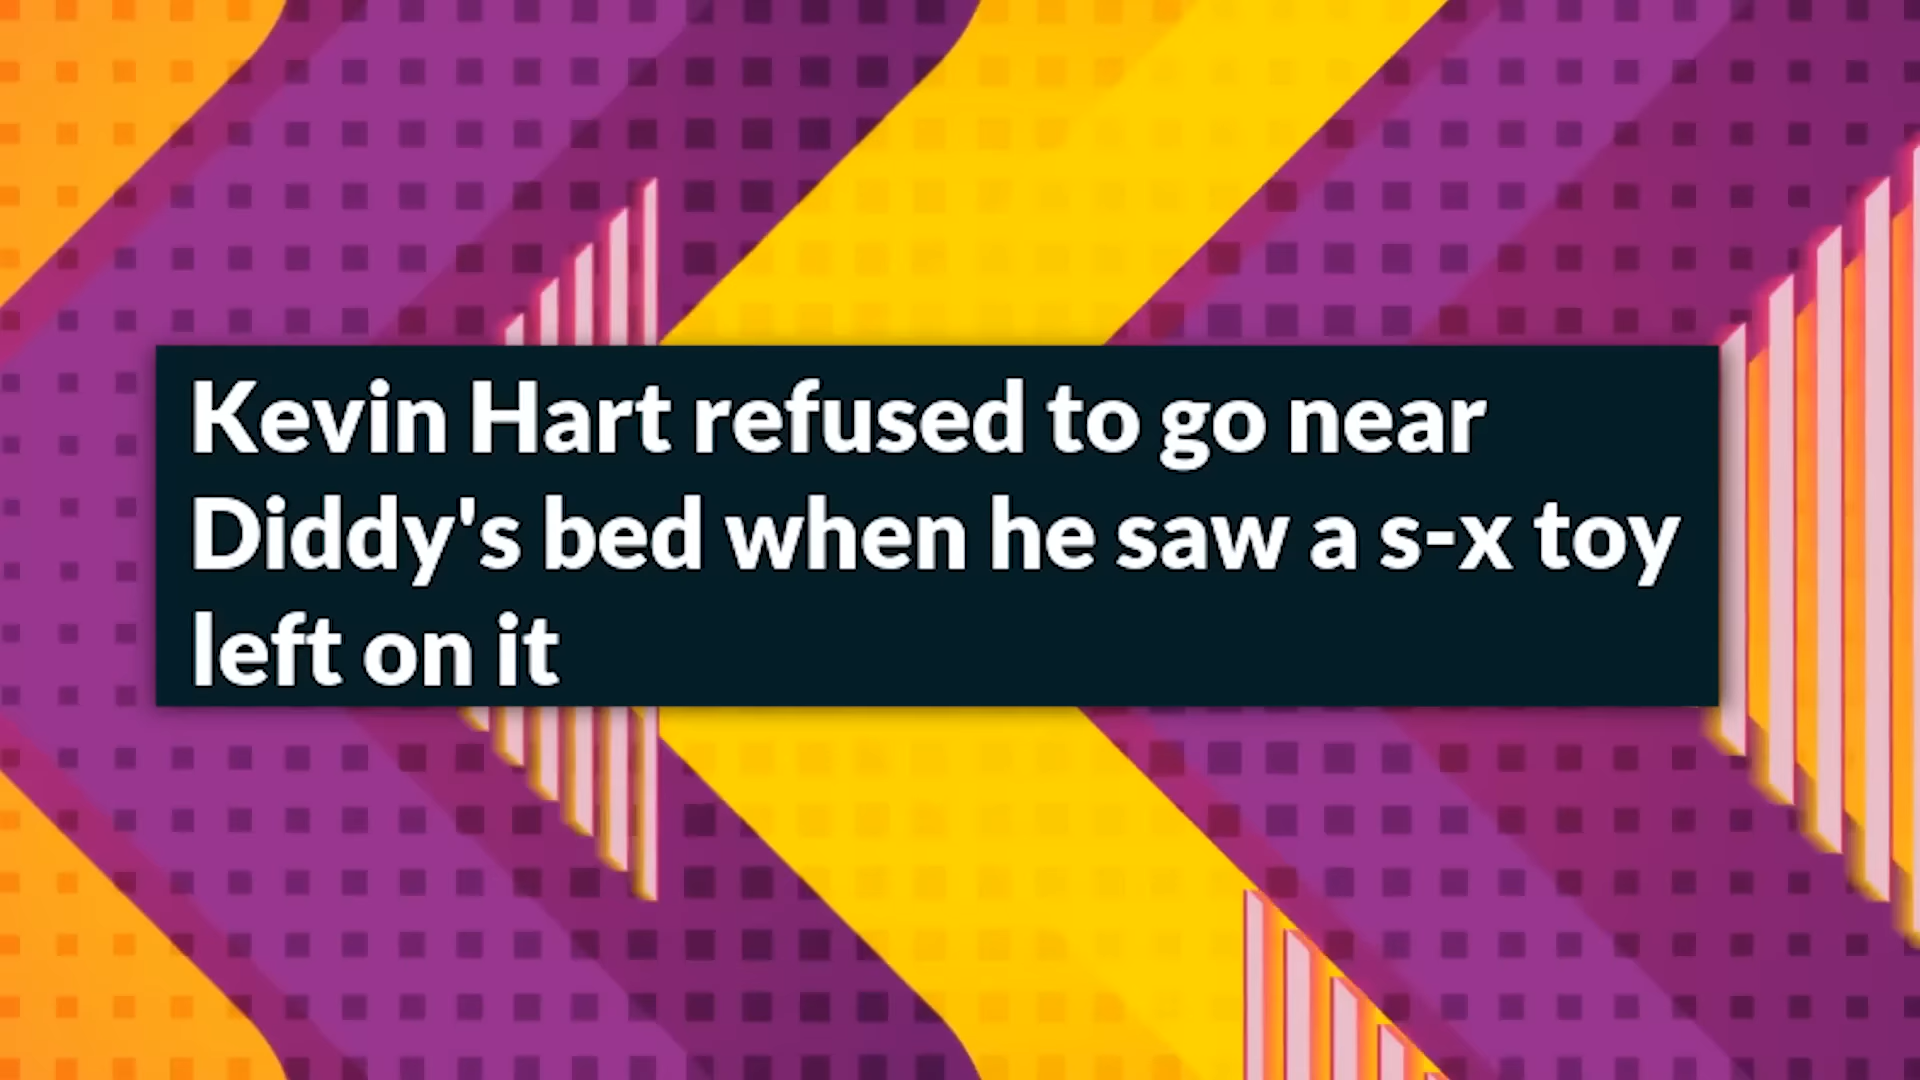 Kevin Hart refused to go near
Diddy's bed when he saw a s-x toy
left on it